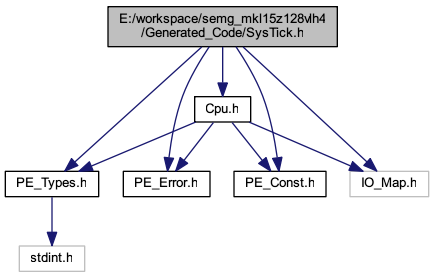 E:/workspace/semg_mkl15z128vlh4
/Generated_Code/SysTick.h
Cpu.h
PE_Types.h
PE_Error.h
PE_Const.h
IO_Map.h
stdint.h